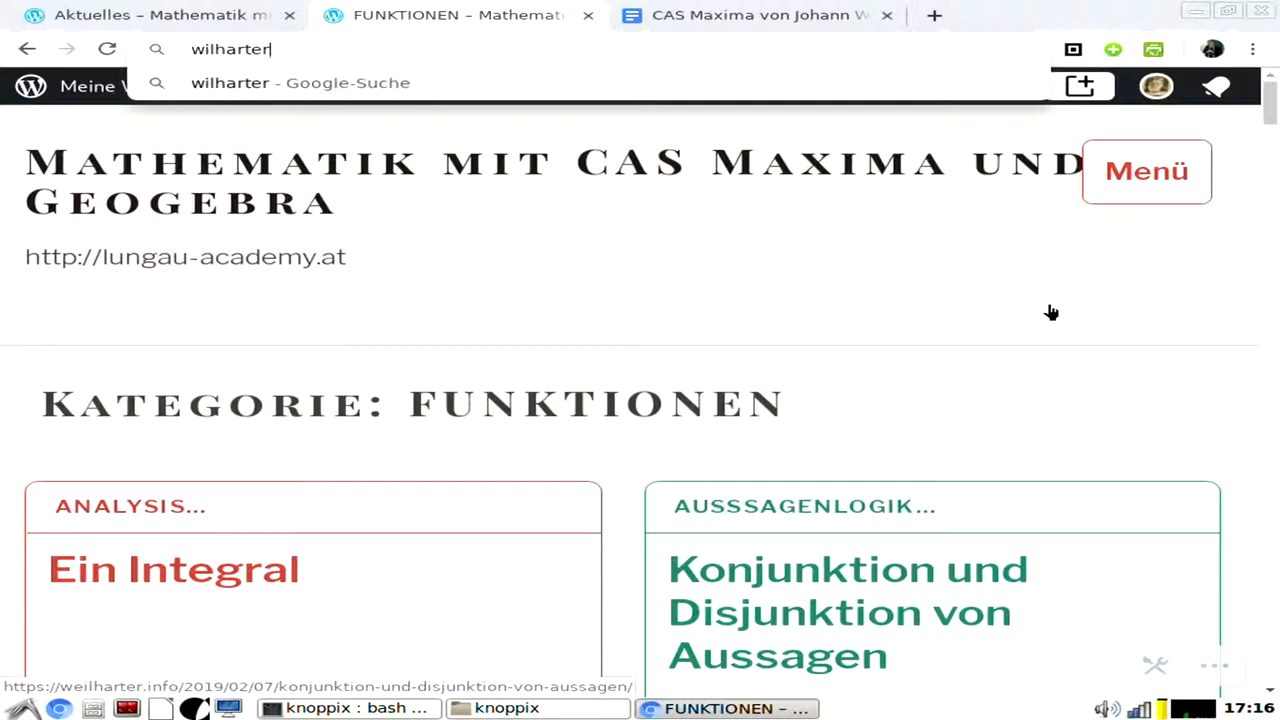 Aktuelles – Mathematik m
FUNKTIONEN – Mathemat
CAS Maxima von Johann W
wilharter
wilharter - Google-Suche
Meine
MATHEMATIK MIT CAS MAXIMA UND
GEOGEBRA
Menü
http://lungau-academy.at
KATEGORIE: FUNKTIONEN
ANALYSIS...
Ein Integral
AUSSSAGENLOGIK...
Konjunktion und
Disjunktion von
Aussagen
https://weilharter.info/2019/02/07/konjunktion-und-disjunktion-von-aussagen/
knoppix : bash ...
knoppix
FUNKTIONEN – ...
17:16